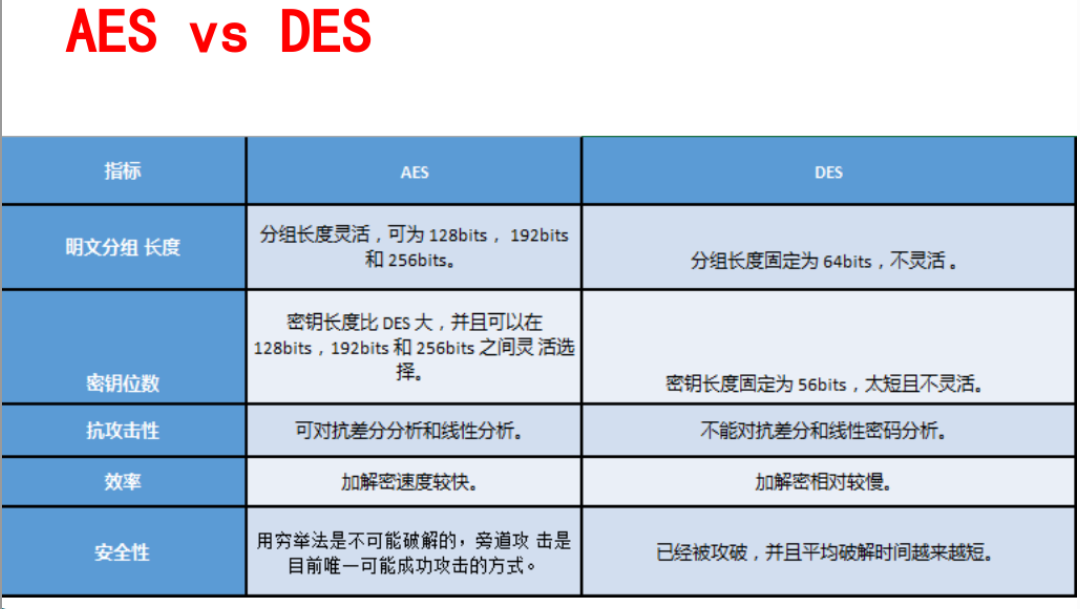 AES vs DES
指标
AES
DES
明文分组 长度
分组长度灵活，可为 128bits， 192bits
和 256bits。
分组长度固定为 64bits，不灵活 。
密钥位数
密钥长度比 DES 大，并且可以在
128bits，192bits 和 256bits 之间灵 活选
择。
密钥长度固定为 56bits，太短且不灵活。
抗攻击性
可对抗差分分析和线性分析。
不能对抗差分和线性密码分析。
效率
加解密速度较快。
加解密相对较慢。
安全性
用穷举法是不可能破解的，旁道攻 击是
目前唯一可能成功攻击的方式。
已经被攻破，并且平均破解时间越来越短。